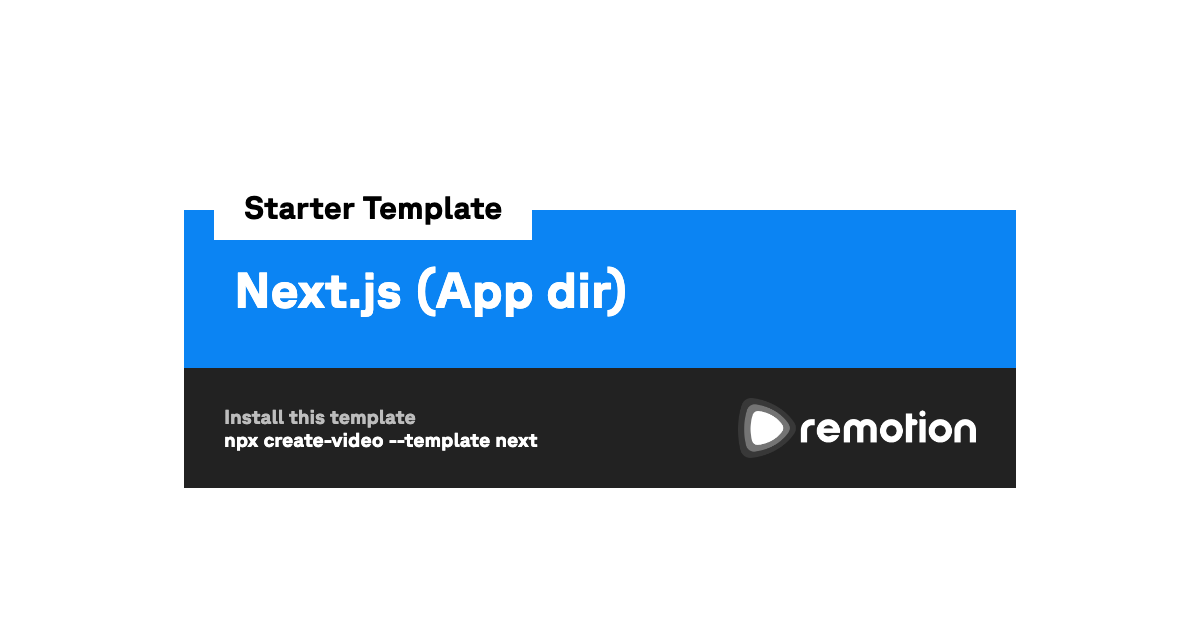 Starter Template
Next.js (App dir)
Install this template
npx create-video --template next
remotion